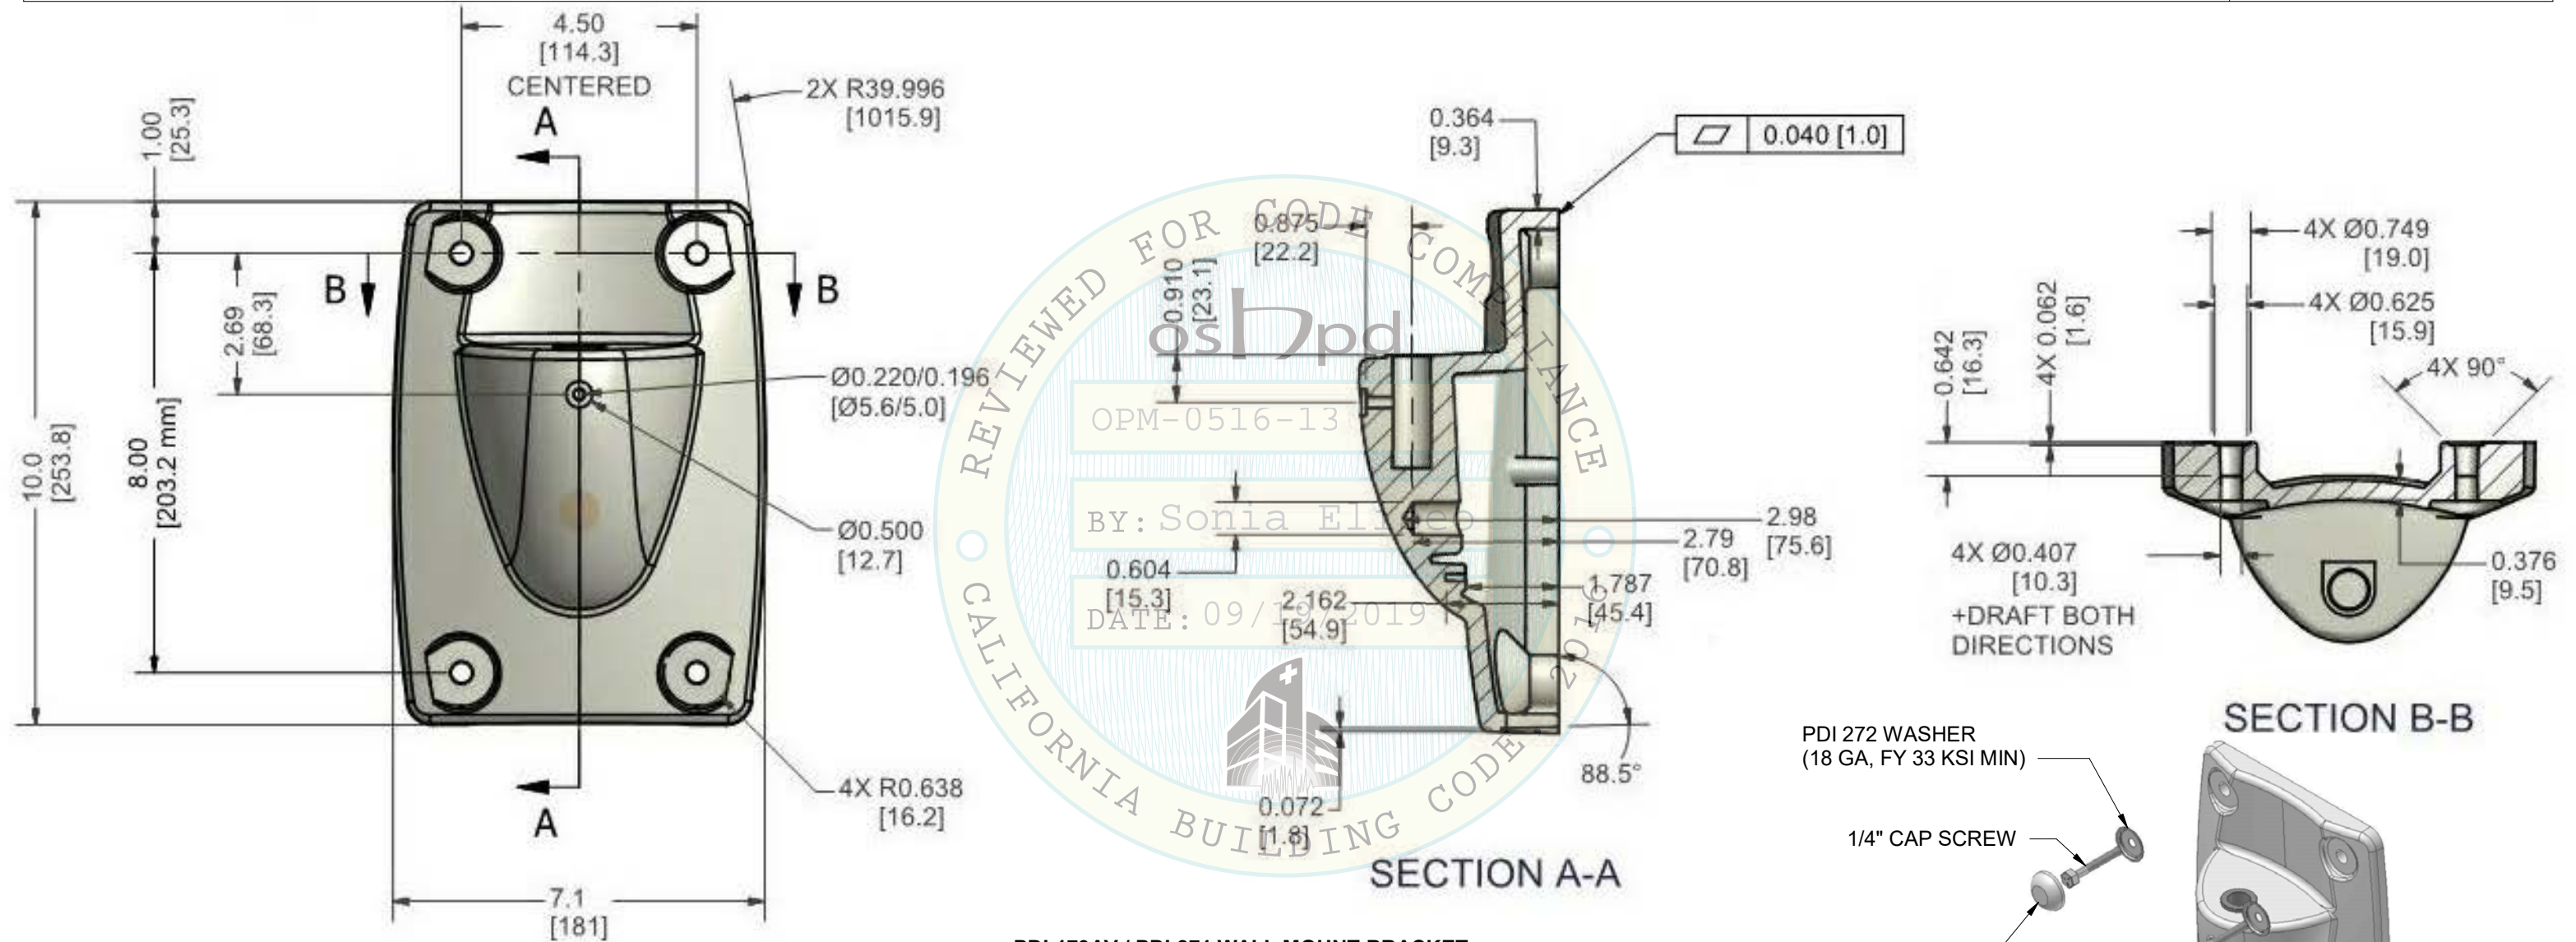 4.50
[114.3]
CENTERED
A
2X R39.996
[1015.9]
1.00
[25.3]
B
B
2.69
[68.3]
10.0
[253.8]
8.00
[203.2 mm]
Ø0.220/0.196
[Ø5.6/5.0]
Ø0.500
[12.7]
4X R0.638
[16.2]
A
7.1
[181]
0.364
[9.3]
0.040 [1.0]
0.875
[22.2]
0.910
[23.1]
0.604
[15.3]
2.98
[75.6]
2.79
[70.8]
1.787
[45.4]
2.162
[54.9]
88.5°
0.072
[1.8]
SECTION A-A
REVIEWED FOR CODE COMPLIANCE
oshpd
OPM-0516-13
BY: Sonia
DATE: 09/19/2019
CALIFORNIA BUILDING CODE 2016
4X Ø0.749
[19.0]
4X Ø0.625
[15.9]
4X 90°
4X 0.062
[1.6]
0.642
[16.3]
4X Ø0.407
[10.3]
+DRAFT BOTH
DIRECTIONS
0.376
[9.5]
SECTION B-B
PDI 272 WASHER
(18 GA, FY 33 KSI MIN)
1/4" CAP SCREW